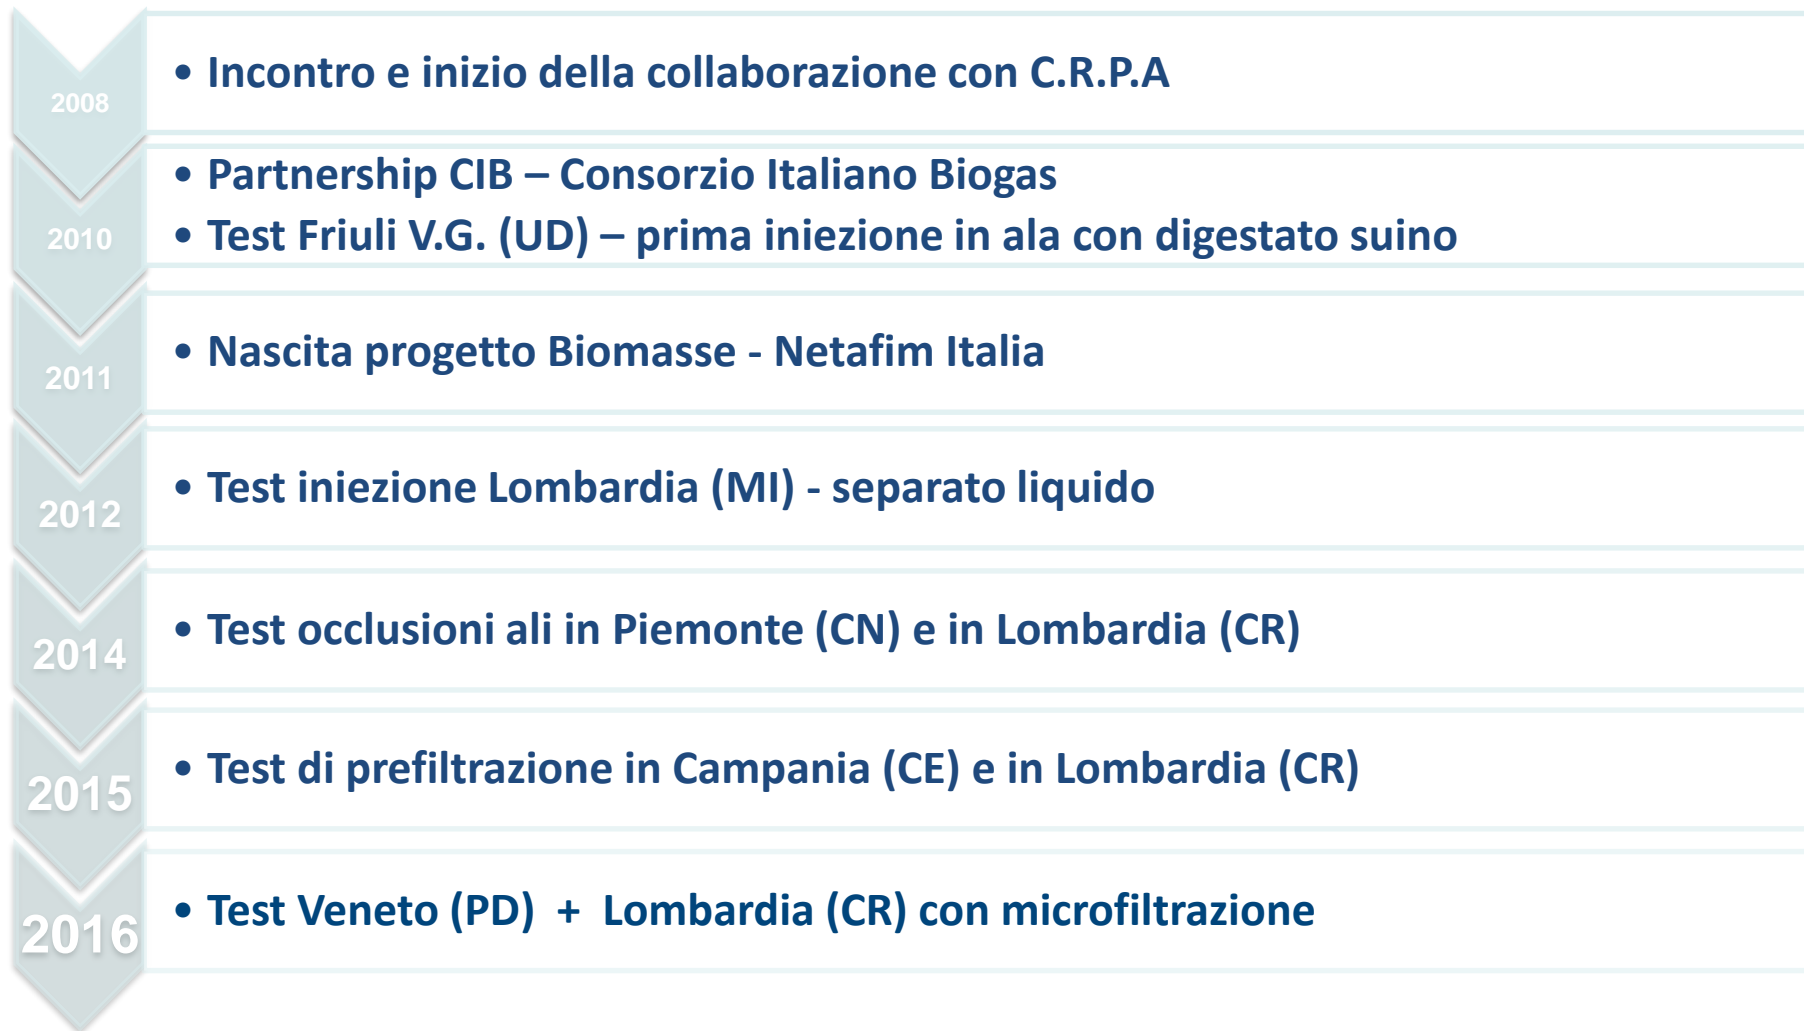 2008
• Incontro e inizio della collaborazione con C.R.P.A
2010
• Partnership CIB – Consorzio Italiano Biogas
• Test Friuli V.G. (UD) – prima iniezione in ala con digestato suino
2011
• Nascita progetto Biomasse - Netafim Italia
2012
• Test iniezione Lombardia (MI) - separato liquido
2014
• Test occlusioni ali in Piemonte (CN) e in Lombardia (CR)
2015
• Test di prefiltrazione in Campania (CE) e in Lombardia (CR)
2016
• Test Veneto (PD) + Lombardia (CR) con microfiltrazione